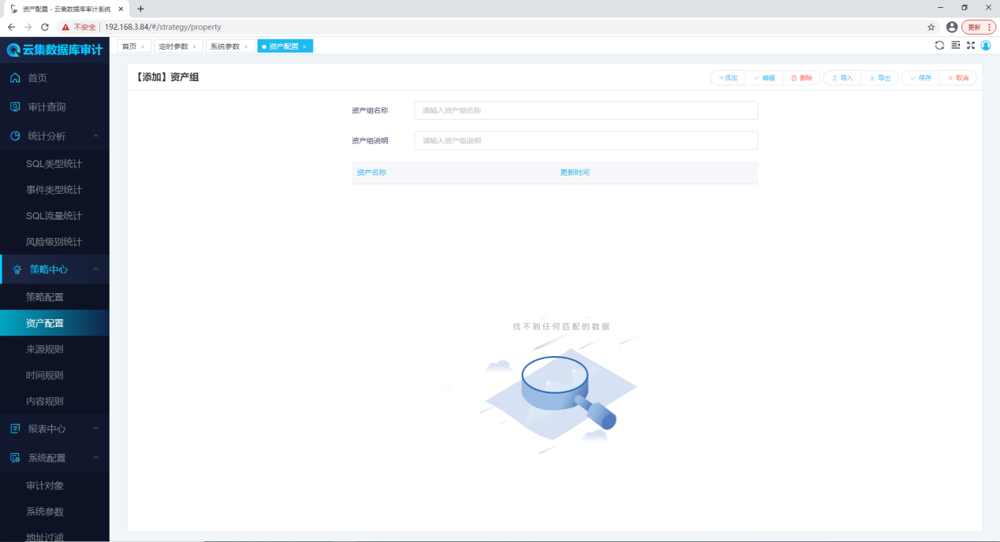 资产配置 - 云集数据库审计系统
不安全 192.168.3.84/#/strategy/property 更新
云集数据库审计
首页 定时参数 系统参数 资产配置
首页
审计查询
统计分析
SQL类型统计
事件类型统计
SQL流量统计
风险级别统计
策略中心
策略配置
资产配置
来源规则
时间规则
内容规则
报表中心
系统配置
审计对象
系统参数
地址过滤
【添加】资产组
+添加 编辑 删除 导入 导出 保存 取消
资产组名称 请输入资产组名称
资产组说明 请输入资产组说明
资产名称 更新时间
找不到任何匹配的数据